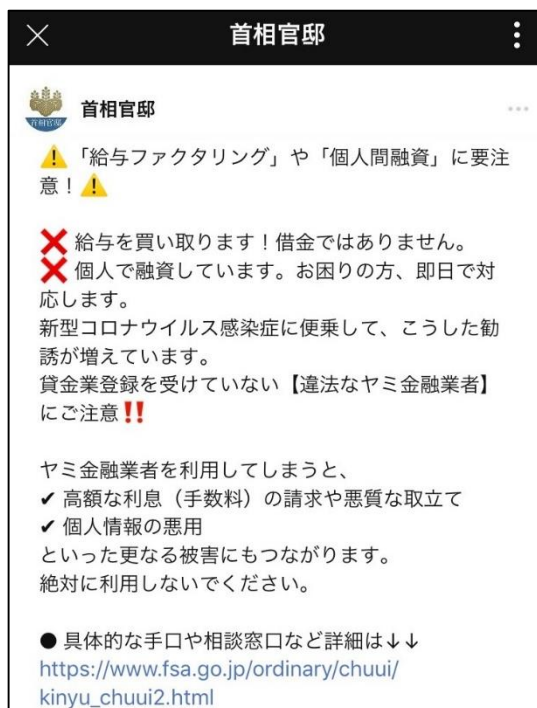 首相官邸
首相官邸
首相官邸
⚠️「給与ファクタリング」や「個人間融資」に要注
意！⚠️
❌ 給与を買い取ります！借金ではありません。
❌ 個人で融資しています。お困りの方、即日で対
応します。
新型コロナウイルス感染症に便乗して、こうした勧
誘が増えています。
貸金業登録を受けていない【違法なヤミ金融業者】
にご注意‼️
ヤミ金融業者を利用してしまうと、
✔ 高額な利息（手数料）の請求や悪質な取立て
✔ 個人情報の悪用
といった更なる被害にもつながります。
絶対に利用しないでください。
● 具体的な手口や相談窓口など詳細は↓↓
https://www.fsa.go.jp/ordinary/chuui/
kinyu_chuui2.html